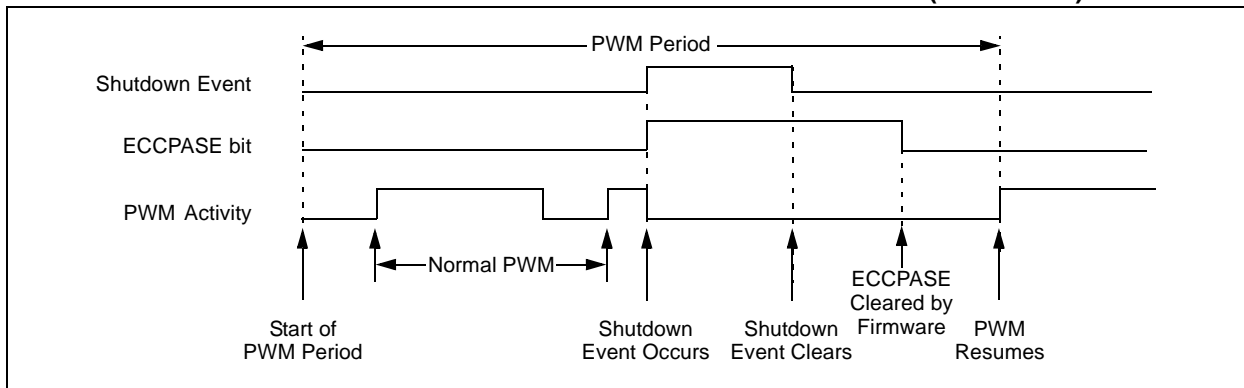 PWM Period
Shutdown Event
ECCPASE bit
PWM Activity
Normal PWM
Start of
PWM Period
Shutdown
Event Occurs
Shutdown
Event Clears
ECCPASE
Cleared by
Firmware
PWM
Resumes